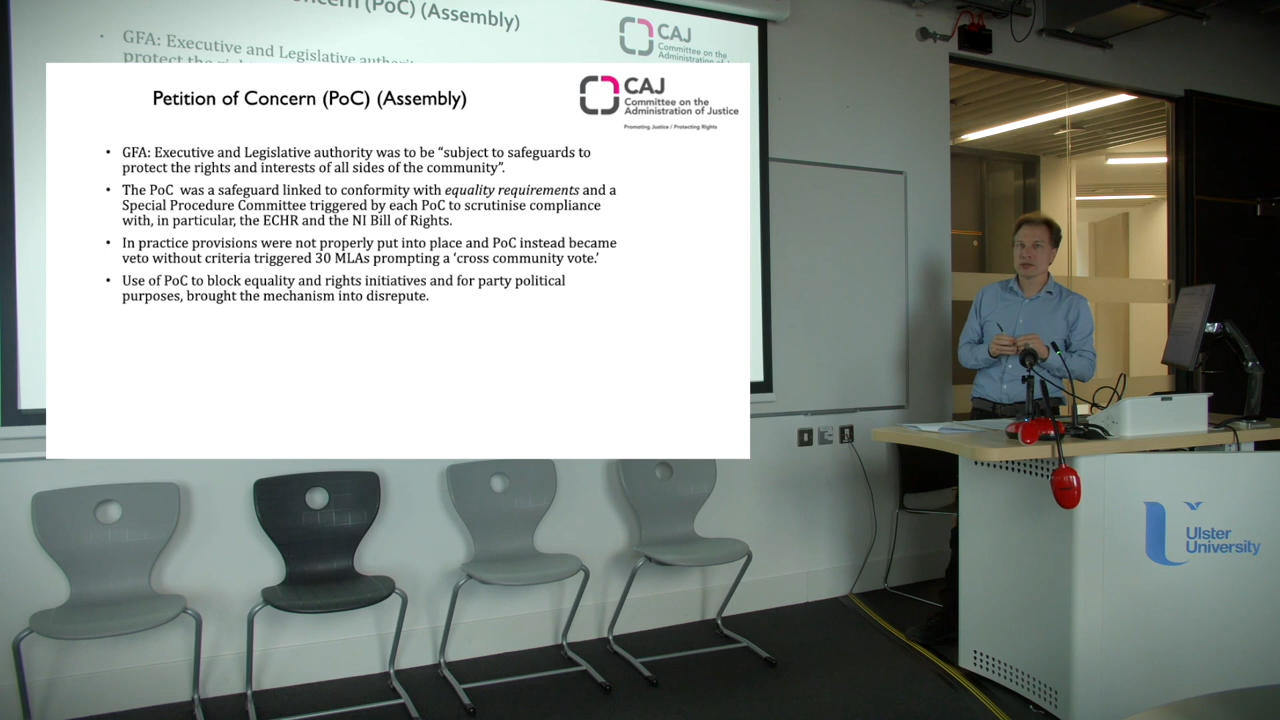 Concern (PoC) (Assembly)
GFA: Executive and Legislative
protect the
CAJ
Committee on the
Administration of
Petition of Concern (PoC) (Assembly)
CAJ
Committee on the
Administration of Justice
Promoting Justice / Protecting Rights
• GFA: Executive and Legislative authority was to be “subject to safeguards to
protect the rights and interests of all sides of the community”.
• The PoC was a safeguard linked to conformity with equality requirements and a
Special Procedure Committee triggered by each PoC to scrutinise compliance
with, in particular, the ECHR and the NI Bill of Rights.
• In practice provisions were not properly put into place and PoC instead became
veto without criteria triggered 30 MLAs prompting a ‘cross community vote.’
• Use of PoC to block equality and rights initiatives and for party political
purposes, brought the mechanism into disrepute.
Ulster
University